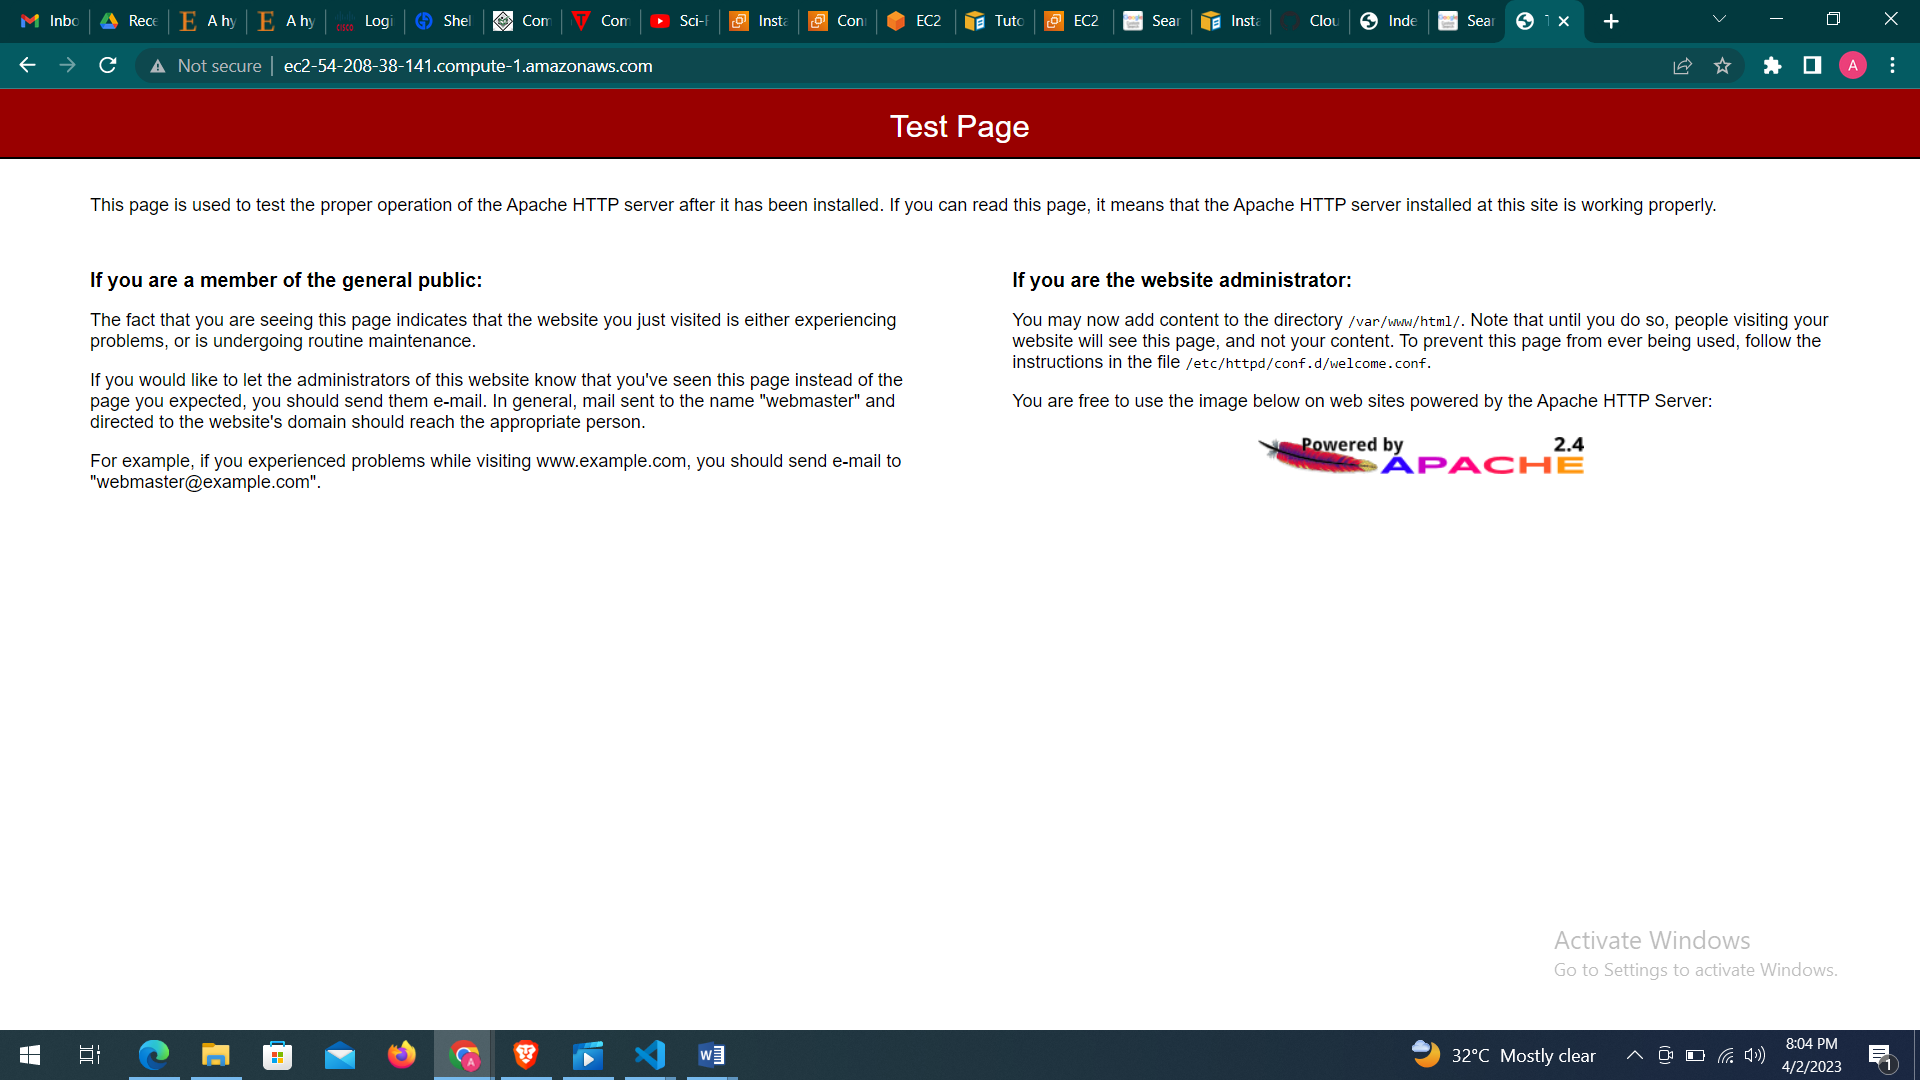 Inbo
Rece
A hy
A hy
Logi
Shel
Com
Com
Sci-F
Insta
Con
EC2
Tuto
EC2
Sear
Insta
Clou
Inde
Sear
T
Not secure
ec2-54-208-38-141.compute-1.amazonaws.com
A
Test Page
This page is used to test the proper operation of the Apache HTTP server after it has been installed. If you can read this page, it means that the Apache HTTP server installed at this site is working properly.
If you are a member of the general public:
The fact that you are seeing this page indicates that the website you just visited is either experiencing
problems, or is undergoing routine maintenance.
If you would like to let the administrators of this website know that you've seen this page instead of the
page you expected, you should send them e-mail. In general, mail sent to the name "webmaster" and
directed to the website's domain should reach the appropriate person.
For example, if you experienced problems while visiting www.example.com, you should send e-mail to
"webmaster@example.com".
If you are the website administrator:
You may now add content to the directory /var/www/html/. Note that until you do so, people visiting your
website will see this page, and not your content. To prevent this page from ever being used, follow the
instructions in the file /etc/httpd/conf.d/welcome.conf.
You are free to use the image below on web sites powered by the Apache HTTP Server:
Powered by 2.4
APACHE
Activate Windows
Go to Settings to activate Windows.
32°C Mostly clear
8:04 PM
4/2/2023
1